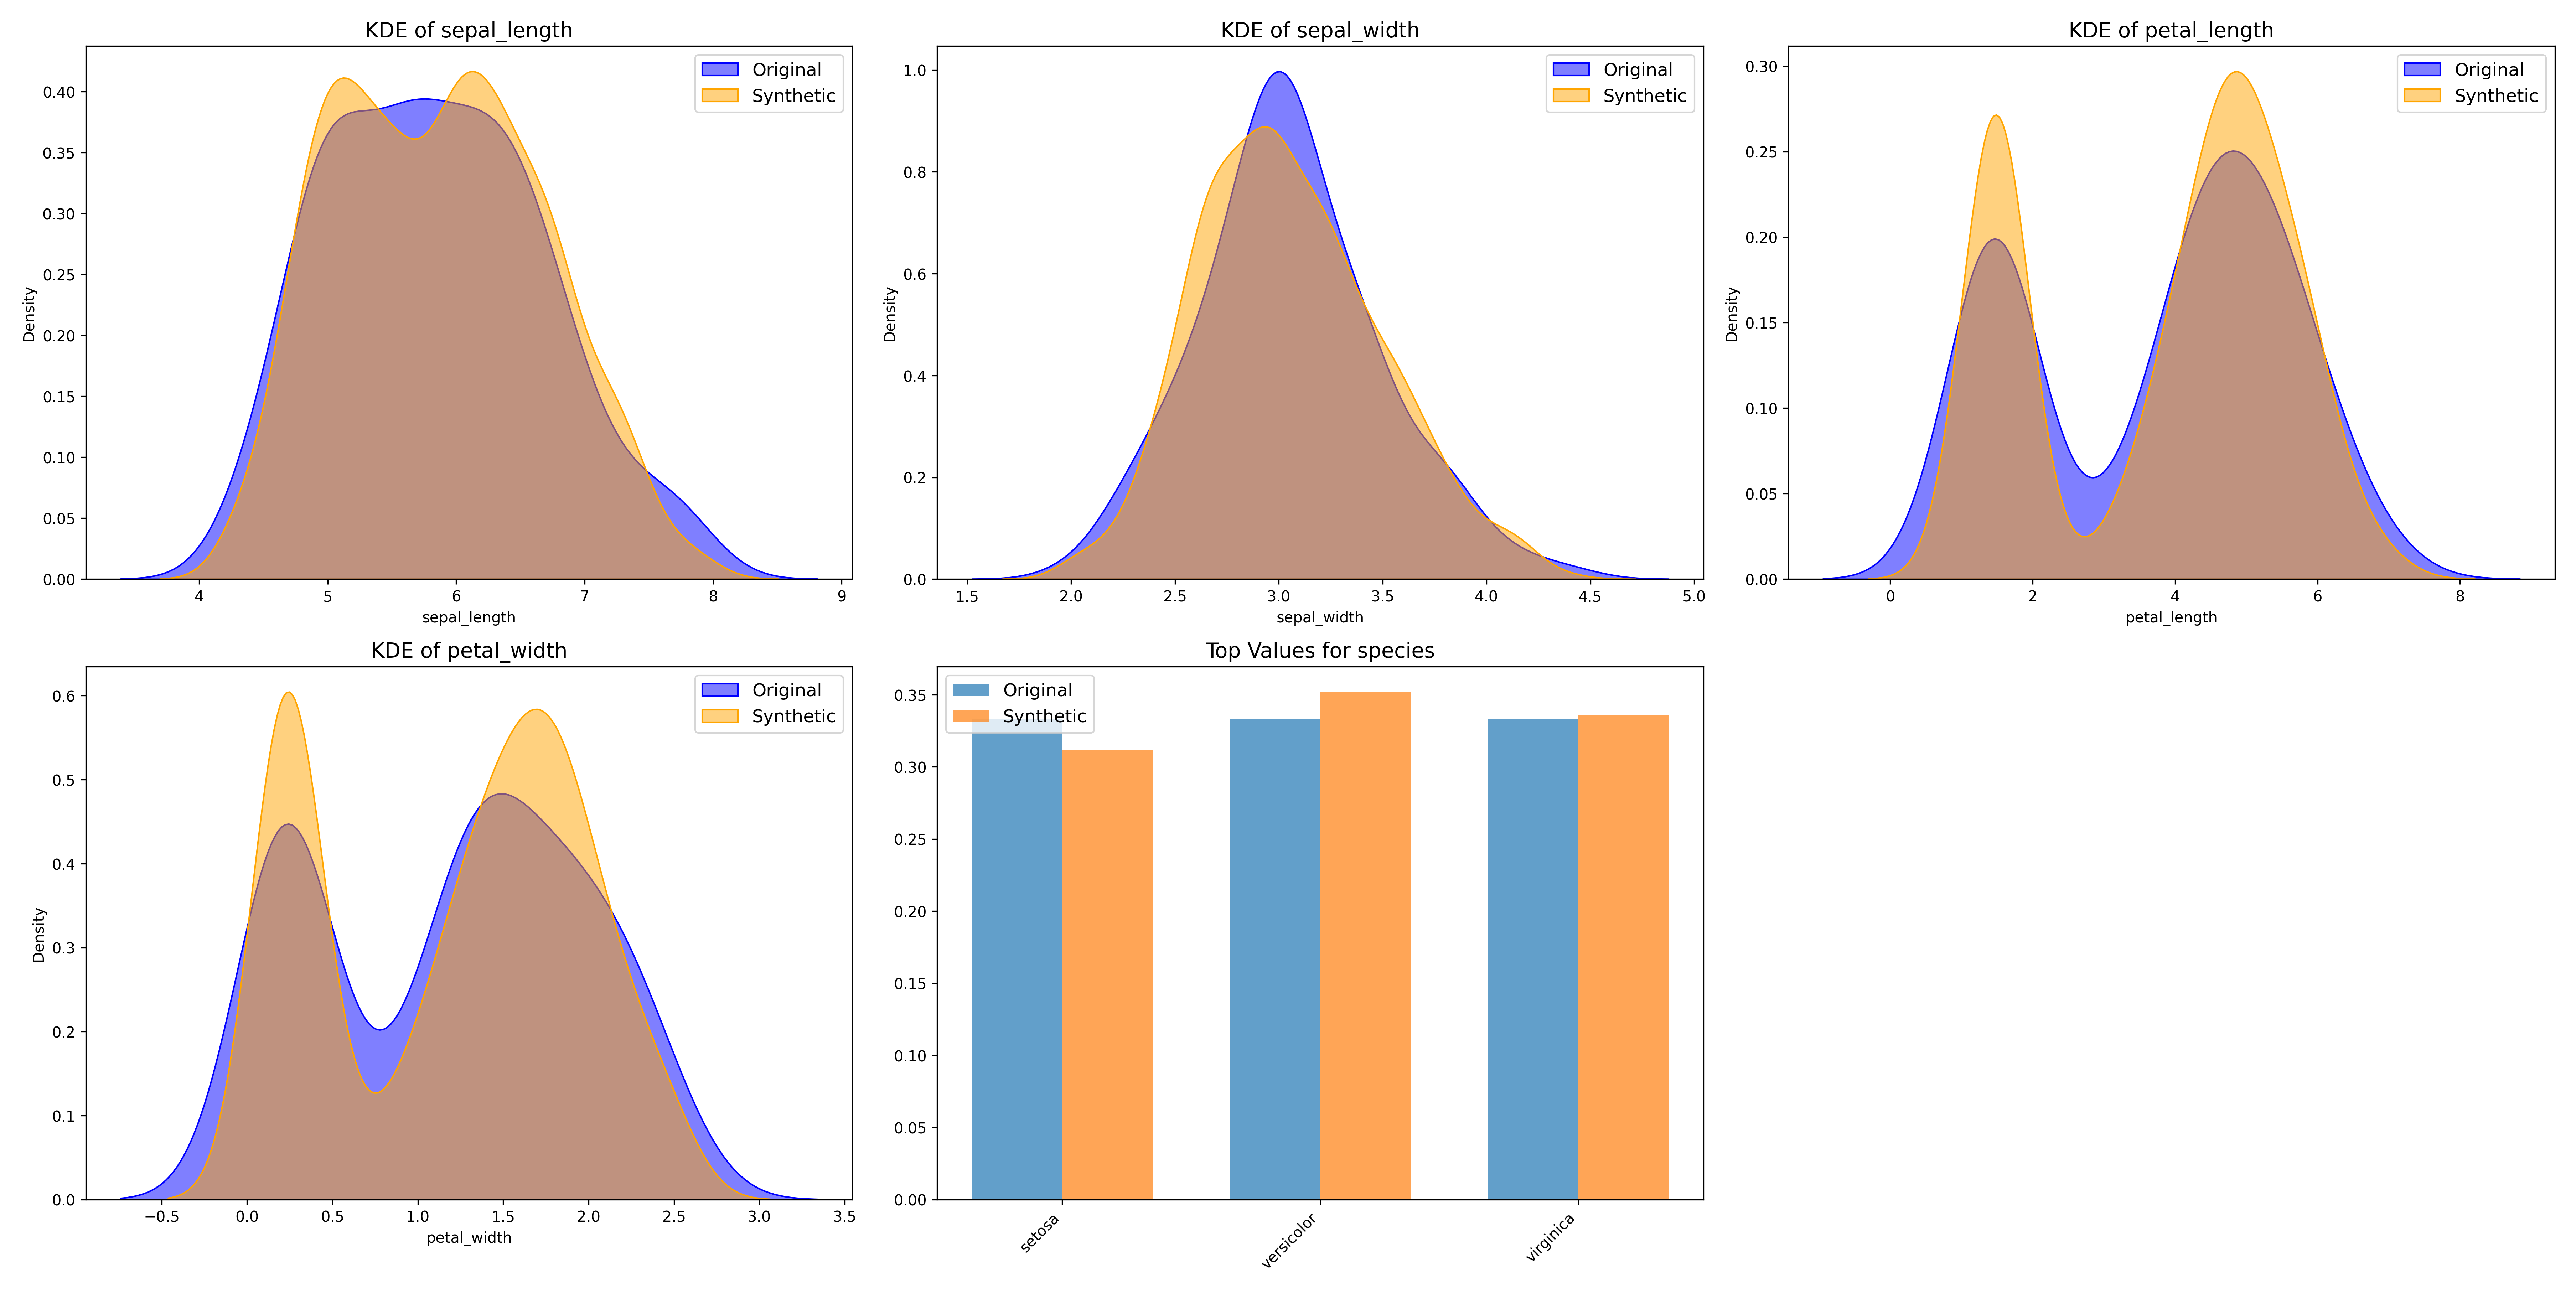 KDE of sepal_length
Original
Synthetic
0.40
0.35
0.30
0.25
0.20
0.15
0.10
0.05
0.00
Density
4 5 6 7 8 9
sepal_length
KDE of sepal_width
Original
Synthetic
1.0
0.8
0.6
0.4
0.2
0.0
Density
1.5 2.0 2.5 3.0 3.5 4.0 4.5 5.0
sepal_width
KDE of petal_length
Original
Synthetic
0.30
0.25
0.20
0.15
0.10
0.05
0.00
Density
0 2 4 6 8
petal_length
KDE of petal_width
Original
Synthetic
0.6
0.5
0.4
0.3
0.2
0.1
0.0
Density
−0.5 0.0 0.5 1.0 1.5 2.0 2.5 3.0 3.5
petal_width
Top Values for species
Original
Synthetic
0.35
0.30
0.25
0.20
0.15
0.10
0.05
0.00
setosa
versicolor
virginica